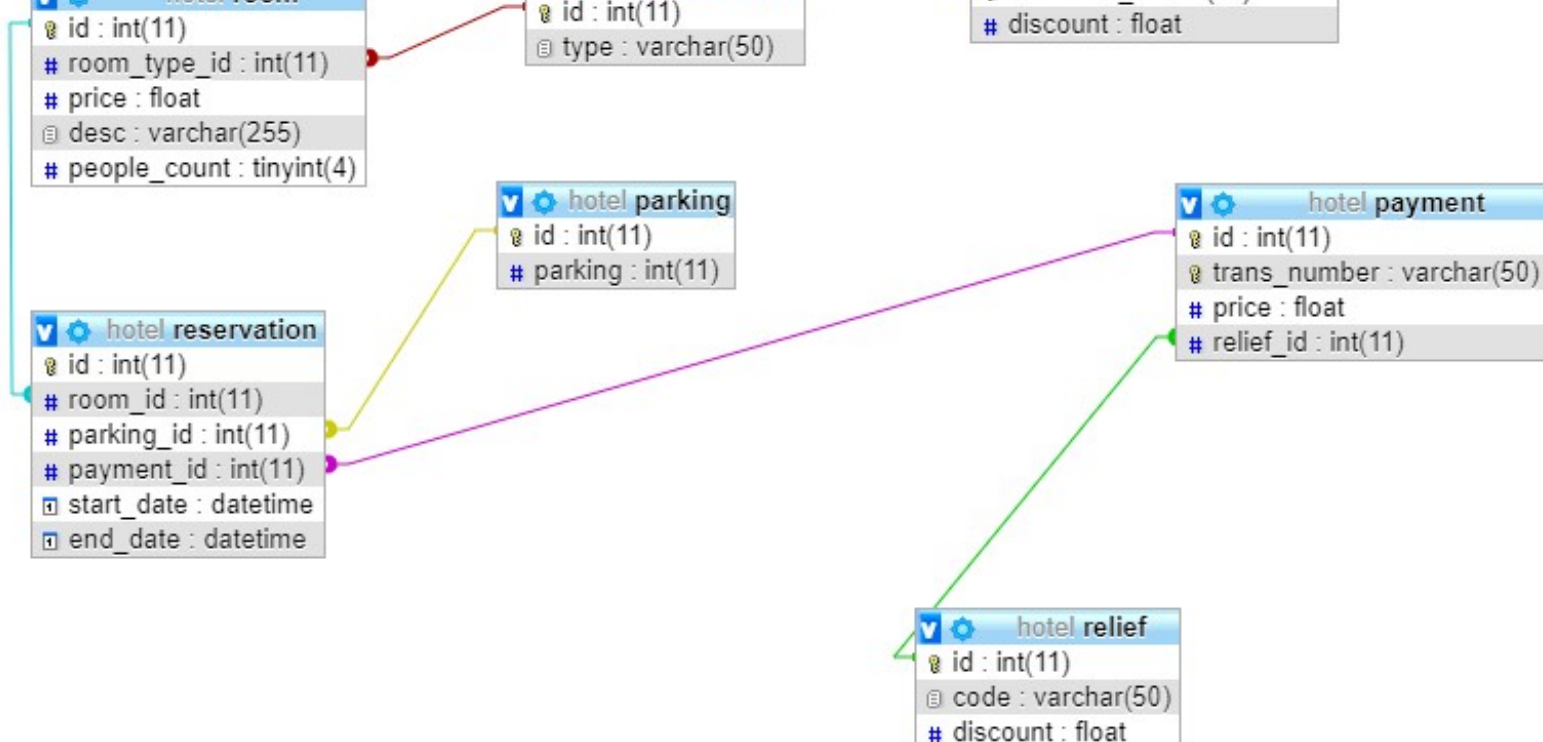 hotel room
id : int(11)
room_type_id : int(11)
price : float
desc : varchar(255)
people_count : tinyint(4)
id : int(11)
type : varchar(50)
discount : float
v hotel parking
id : int(11)
# parking : int(11)
v hotel payment
id : int(11)
trans_number : varchar(50)
# price : float
# relief_id : int(11)
v hotel reservation
id : int(11)
# room_id : int(11)
# parking_id : int(11)
# payment_id : int(11)
start_date : datetime
end_date : datetime
v hotel relief
id : int(11)
code : varchar(50)
# discount : float